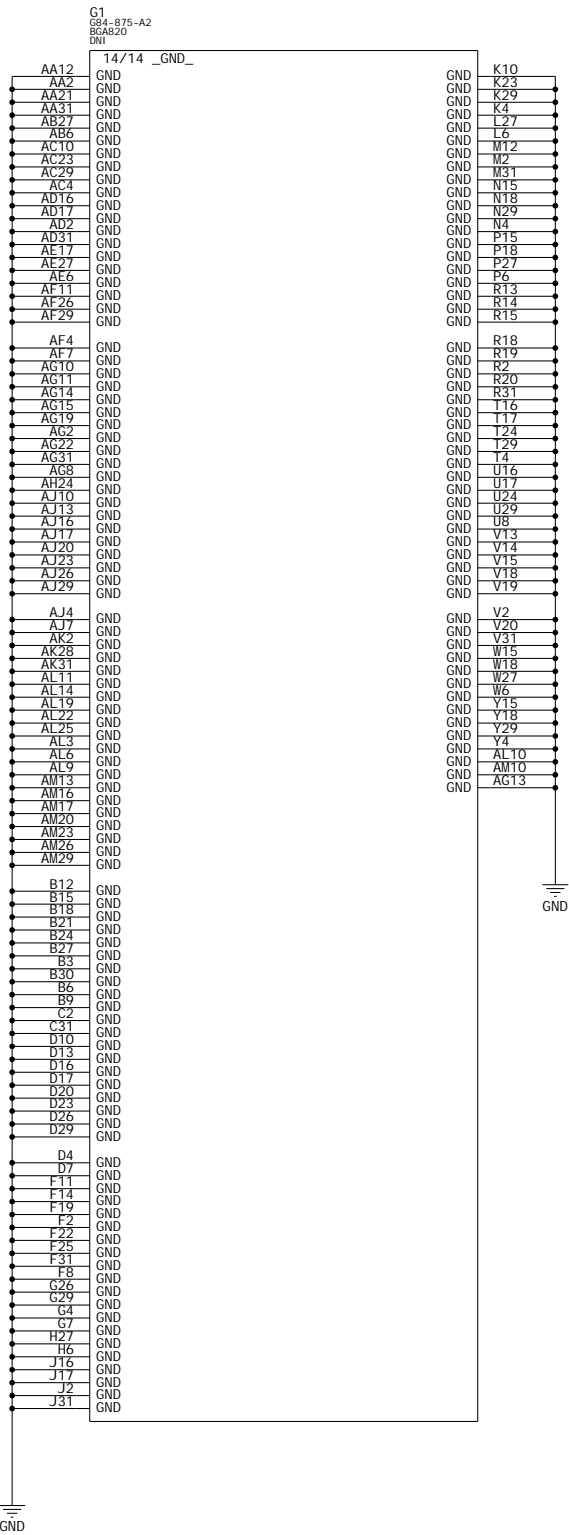 G1
G84-875-A2
BGA820
DNI
14/14 _GND_
AA12 GND GND K10
AA2 GND GND K23
AA21 GND GND K29
AA31 GND GND K4
AB27 GND GND L27
AB6 GND GND L6
AC10 GND GND M12
AC23 GND GND M2
AC29 GND GND M31
AC4 GND GND N15
AD16 GND GND N18
AD17 GND GND N29
AD2 GND GND N4
AD31 GND GND P15
AE17 GND GND P18
AE27 GND GND P27
AE6 GND GND P6
AF11 GND GND R13
AF26 GND GND R14
AF29 GND GND R15
AF4 GND GND R18
AF7 GND GND R19
AG10 GND GND R2
AG11 GND GND R20
AG14 GND GND R31
AG15 GND GND T16
AG19 GND GND T17
AG2 GND GND T24
AG22 GND GND T29
AG31 GND GND T4
AG8 GND GND U16
AH24 GND GND U17
AJ10 GND GND U24
AJ13 GND GND U29
AJ16 GND GND U8
AJ17 GND GND V13
AJ20 GND GND V14
AJ23 GND GND V15
AJ26 GND GND V18
AJ29 GND GND V19
AJ4 GND GND V2
AJ7 GND GND V20
AK2 GND GND V31
AK28 GND GND W15
AK31 GND GND W18
AL11 GND GND W27
AL14 GND GND W6
AL19 GND GND Y15
AL22 GND GND Y18
AL25 GND GND Y29
AL3 GND GND Y4
AL6 GND GND AL10
AL9 GND GND AM10
AM13 GND GND AG13
AM16 GND
AM17 GND
AM20 GND
AM23 GND
AM26 GND
AM29 GND
B12 GND
B15 GND
B18 GND
B21 GND
B24 GND
B27 GND
B3 GND
B30 GND
B6 GND
B9 GND
C2 GND
C31 GND
D10 GND
D13 GND
D16 GND
D17 GND
D20 GND
D23 GND
D26 GND
D29 GND
D4 GND
D7 GND
F11 GND
F14 GND
F19 GND
F2 GND
F22 GND
F25 GND
F31 GND
F8 GND
G26 GND
G29 GND
G4 GND
G7 GND
H27 GND
H6 GND
J16 GND
J17 GND
J2 GND
J31 GND
GND
GND